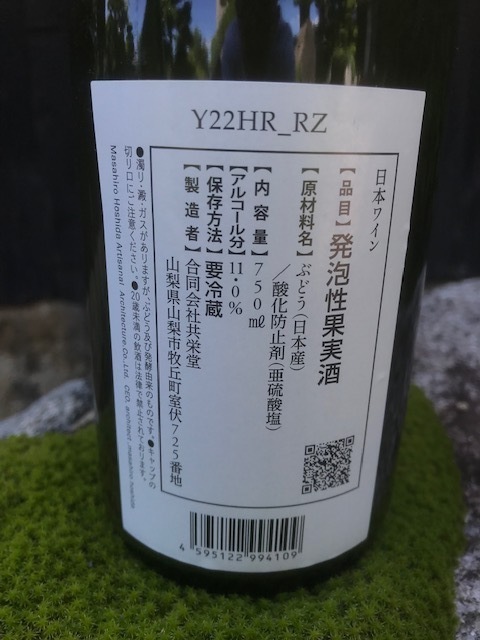 Y22HR_RZ
日本ワイン
【品目】発泡性果実酒
【原材料名】ぶどう(日本産)
／酸化防止剤(亜硫酸塩)
【内容量】750㎖
【アルコール分】11.0%
【保存方法】要冷蔵
【製造者】合同会社共栄堂
山梨県山梨市牧丘町室伏725番地
●濁り・澱・ガスがありますが、ぶどう及び発酵由来のものです。●キャップの
切り口にご注意ください。●20歳未満の飲酒は法律で禁止されております。
Masahiro Hoshida Artisanal Architecture.Co.,Ltd. CEO, architect, masahiro hoshida
4 595122 994109